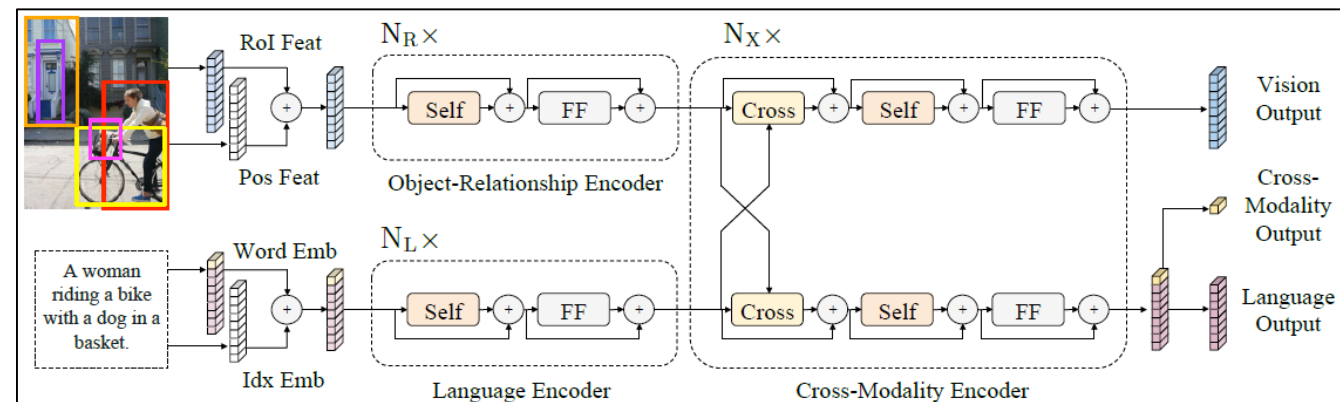 RoI Feat
Pos Feat
N_R ×
Self + FF +
Object-Relationship Encoder
A woman
riding a bike
with a dog in a
basket.
Word Emb
Idx Emb
N_L ×
Self + FF +
Language Encoder
N_X ×
Cross + Self + FF +
Cross + Self + FF +
Cross-Modality Encoder
Vision
Output
Cross-
Modality
Output
Language
Output